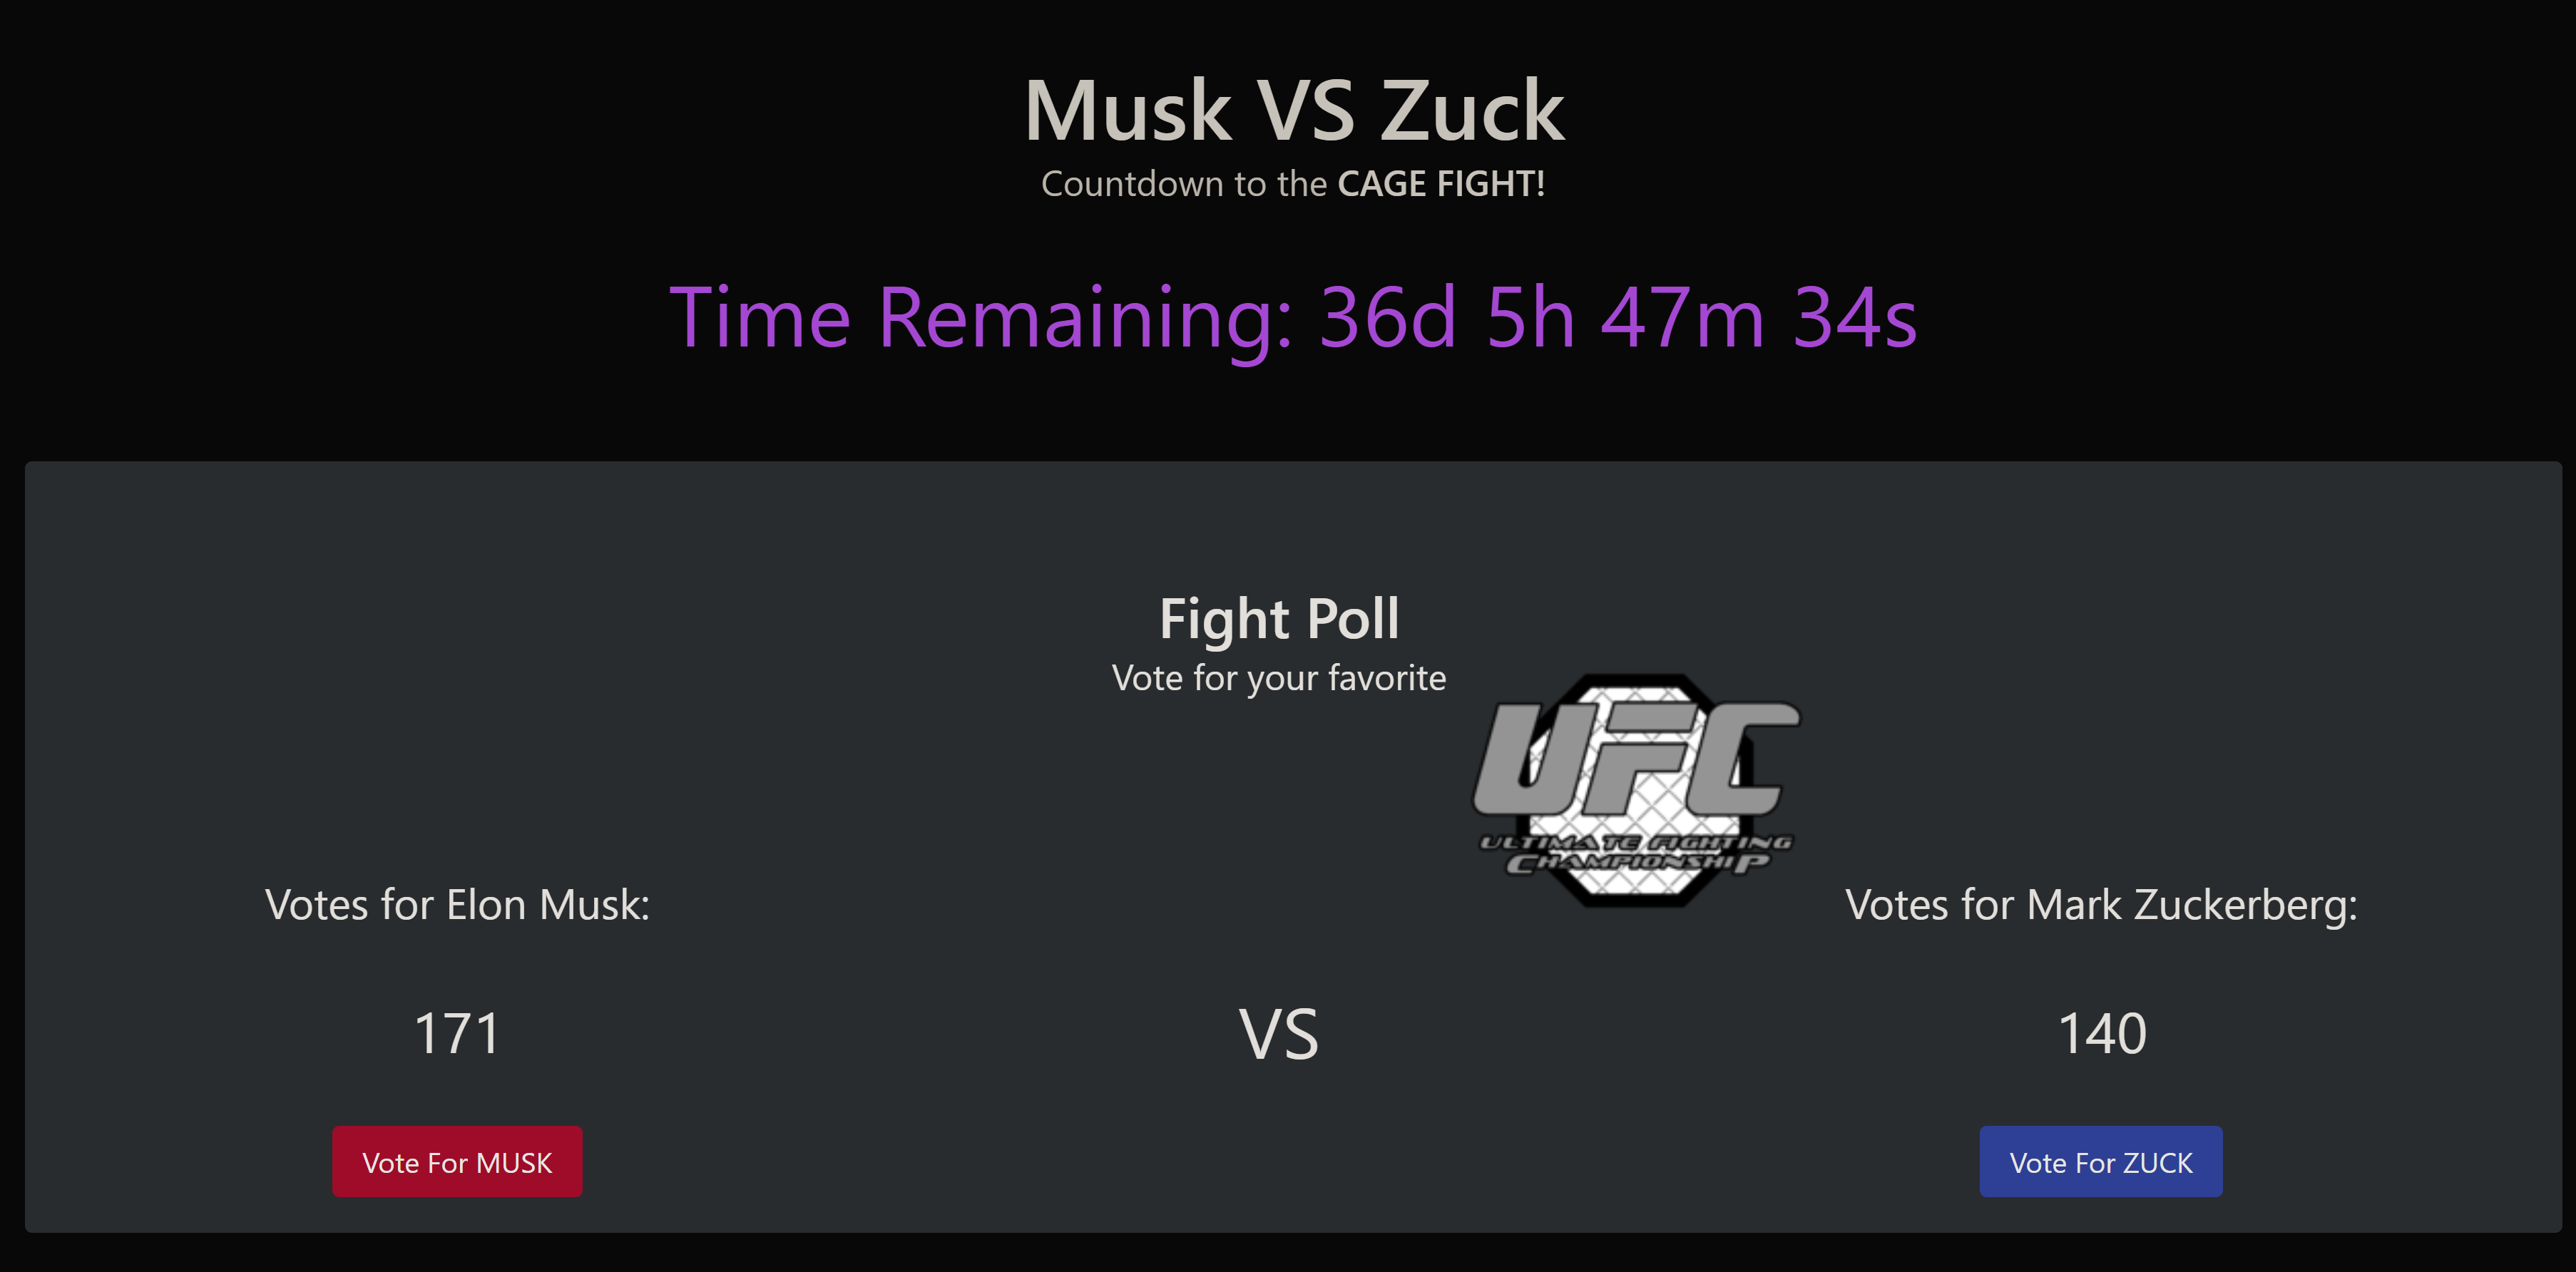 Musk VS Zuck
Countdown to the CAGE FIGHT!
Time Remaining: 36d 5h 47m 34s
Fight Poll
Vote for your favorite
UFC
ULTIMATE FIGHTING
CHAMPIONSHIP
Votes for Elon Musk:
Votes for Mark Zuckerberg:
171
VS
140
Vote For MUSK
Vote For ZUCK